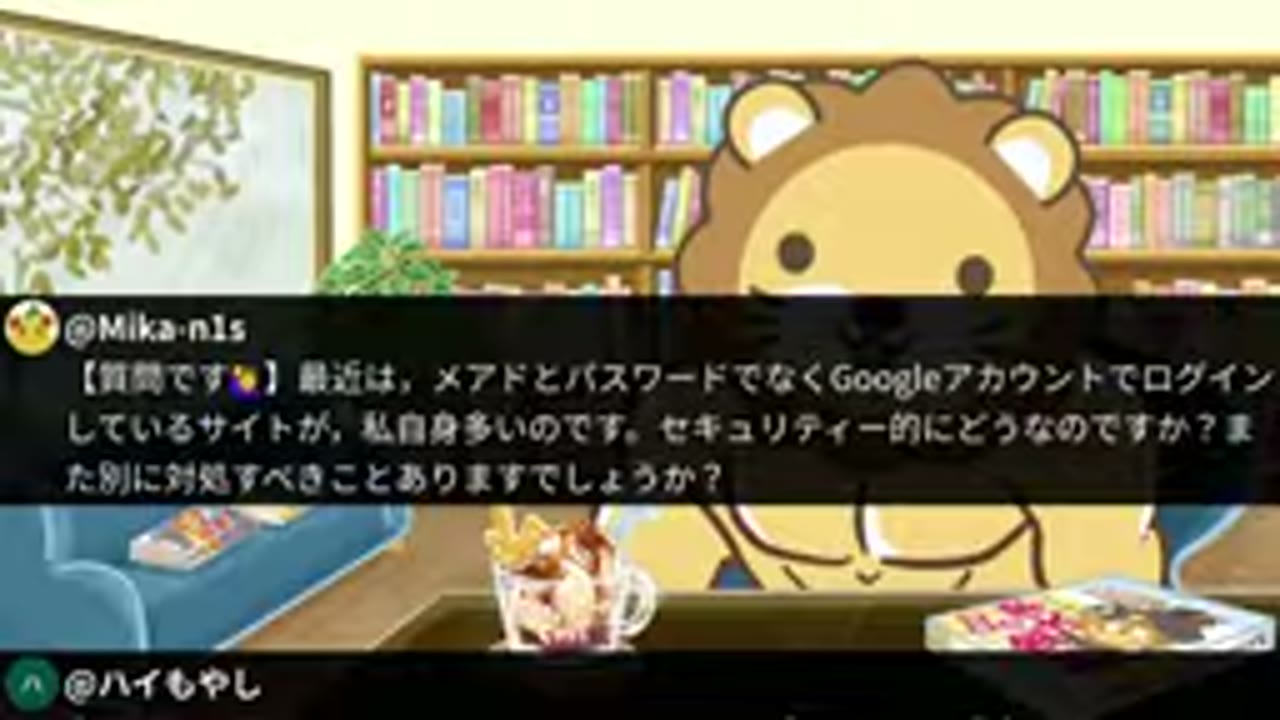 @Mika-n1s
【質問です🙋‍♀️】最近は、メアドとパスワードでなくGoogleアカウントでログイン
しているサイトが、私自身多いのです。セキュリティー的にどうなのですか？ま
た別に対処すべきことありますでしょうか？
ハ @ハイもやし